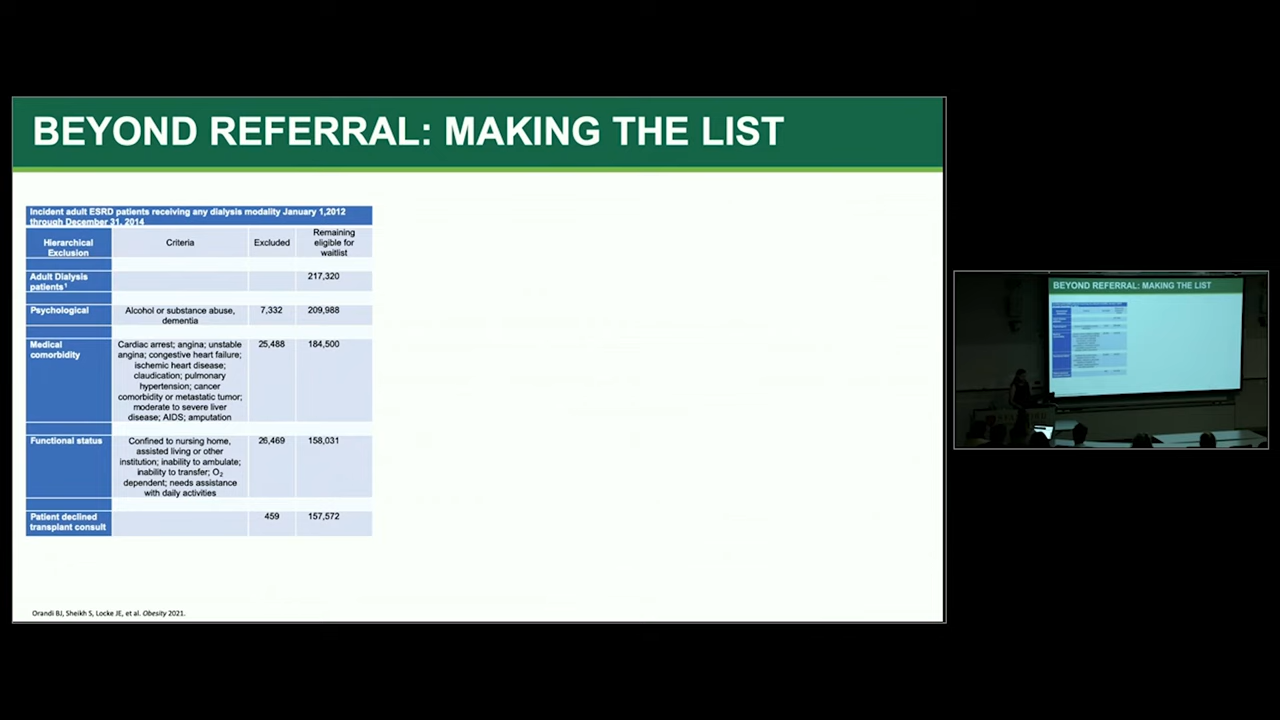 BEYOND REFERRAL: MAKING THE LIST
Incident adult ESRD patients receiving any dialysis modality January 1,2012
through December 31, 2014
Hierarchical
Exclusion
Criteria
Excluded
Remaining
eligible for
waitlist
Adult Dialysis
patients¹
217,320
Psychological
Alcohol or substance abuse,
dementia
7,332
209,988
Medical
comorbidity
Cardiac arrest; angina; unstable
angina; congestive heart failure;
ischemic heart disease;
claudication; pulmonary
hypertension; cancer
comorbidity or metastatic tumor;
moderate to severe liver
disease; AIDS; amputation
25,488
184,500
Functional status
Confined to nursing home,
assisted living or other
institution; inability to ambulate;
inability to transfer; O₂
dependent; needs assistance
with daily activities
26,469
158,031
Patient declined
transplant consult
459
157,572
Orandi BJ, Sheikh S, Locke JE, et al. Obesity 2021.
BEYOND REFERRAL: MAKING THE LIST